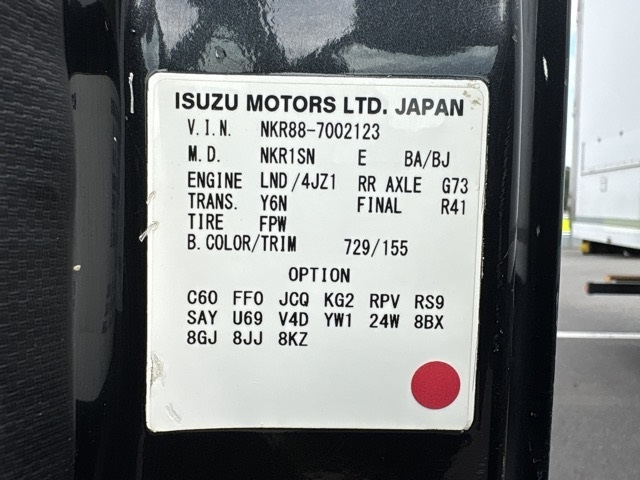 ISUZU MOTORS LTD. JAPAN
V.I.N. NKR88-7002123
M.D. NKR1SN E BA/BJ
ENGINE LND/4JZ1 RR AXLE G73
TRANS. Y6N FINAL R41
TIRE FPW
B.COLOR/TRIM 729/155
OPTION
C60 FF0 JCQ KG2 RPV RS9
SAY U69 V4D YW1 24W 8BX
8GJ 8JJ 8KZ